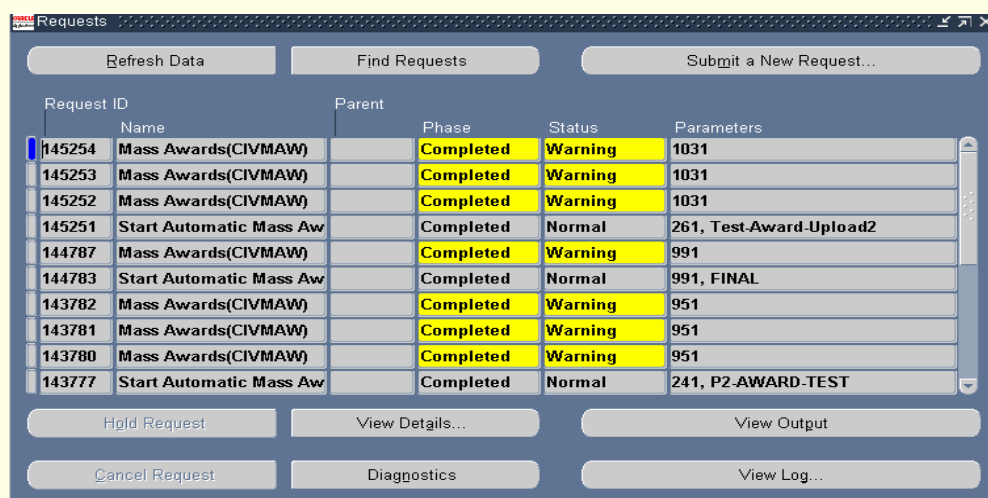 ORACLE
Requests
Refresh Data Find Requests Submit a New Request...
Request ID Parent
Name Phase Status Parameters
145254 Mass Awards(CIVMAW) Completed Warning 1031
145253 Mass Awards(CIVMAW) Completed Warning 1031
145252 Mass Awards(CIVMAW) Completed Warning 1031
145251 Start Automatic Mass Aw Completed Normal 261, Test-Award-Upload2
144787 Mass Awards(CIVMAW) Completed Warning 991
144783 Start Automatic Mass Aw Completed Normal 991, FINAL
143782 Mass Awards(CIVMAW) Completed Warning 951
143781 Mass Awards(CIVMAW) Completed Warning 951
143780 Mass Awards(CIVMAW) Completed Warning 951
143777 Start Automatic Mass Aw Completed Normal 241, P2-AWARD-TEST
Hold Request View Details... View Output
Cancel Request Diagnostics View Log...